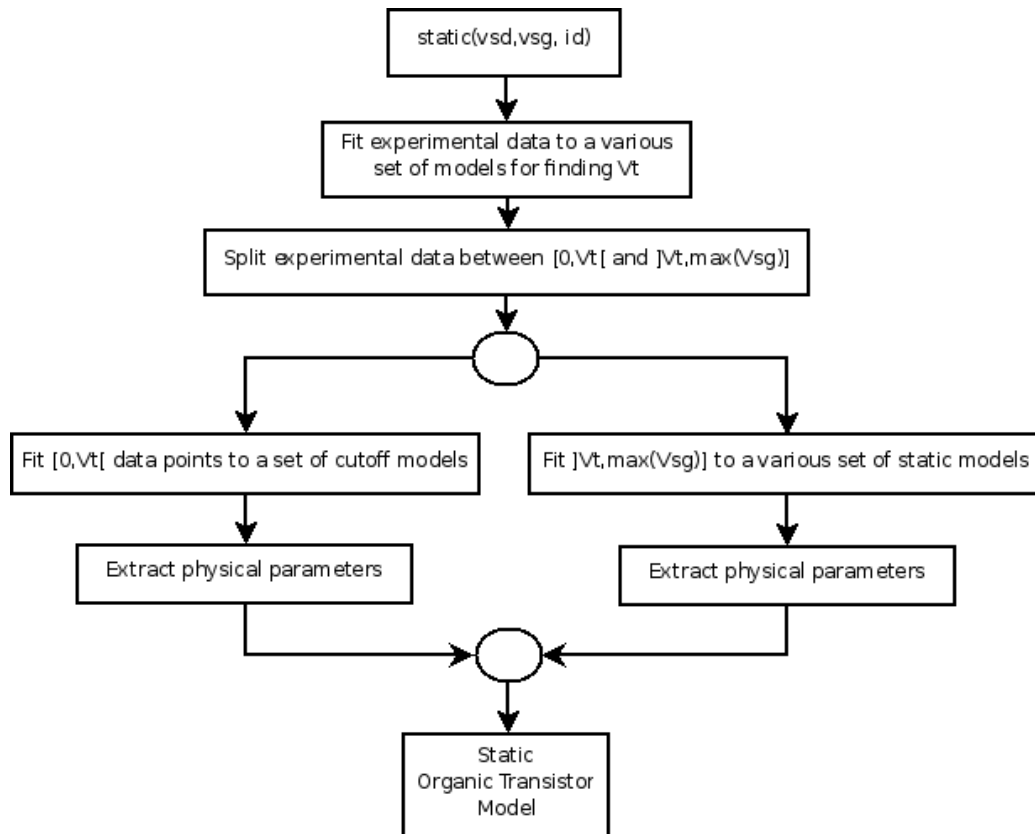 static(vsd,vsg, id)
Fit experimental data to a various
set of models for finding Vt
Split experimental data between [0,Vt[ and ]Vt,max(Vsg)]
Fit [0,Vt[ data points to a set of cutoff models
Fit ]Vt,max(Vsg)] to a various set of static models
Extract physical parameters
Extract physical parameters
Static
Organic Transistor
Model